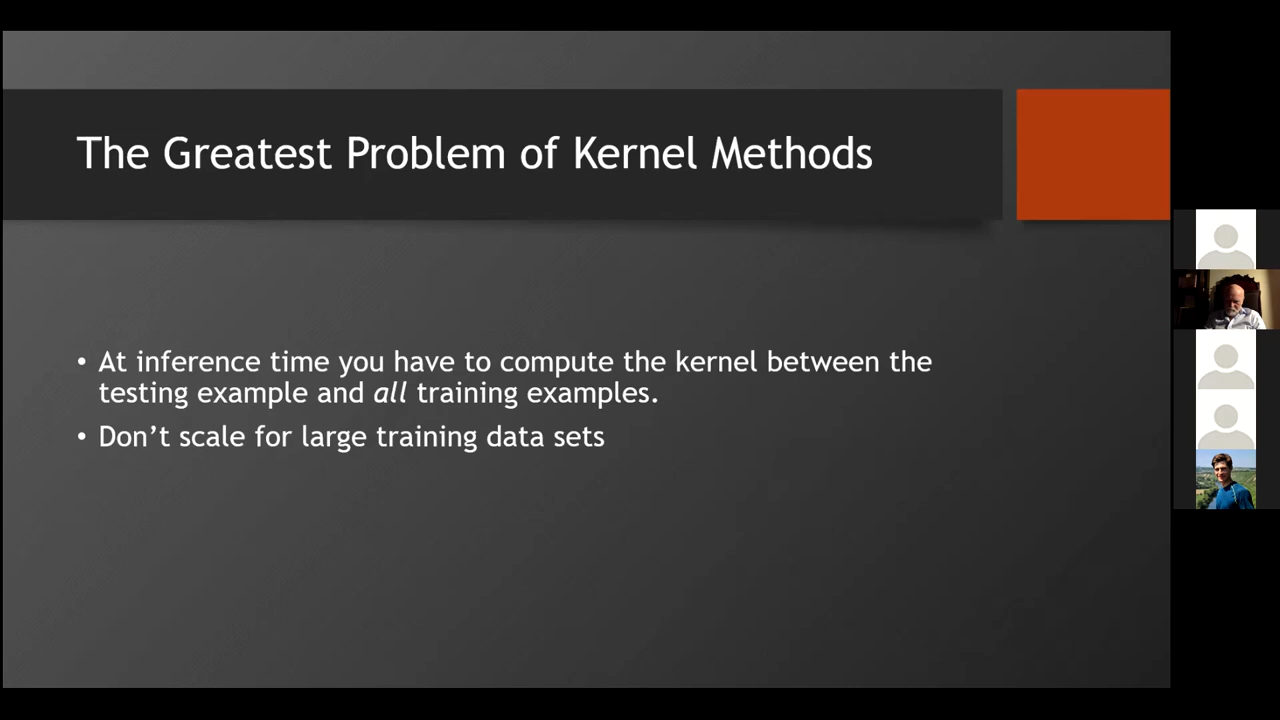 The Greatest Problem of Kernel Methods
• At inference time you have to compute the kernel between the
testing example and all training examples.
• Don’t scale for large training data sets